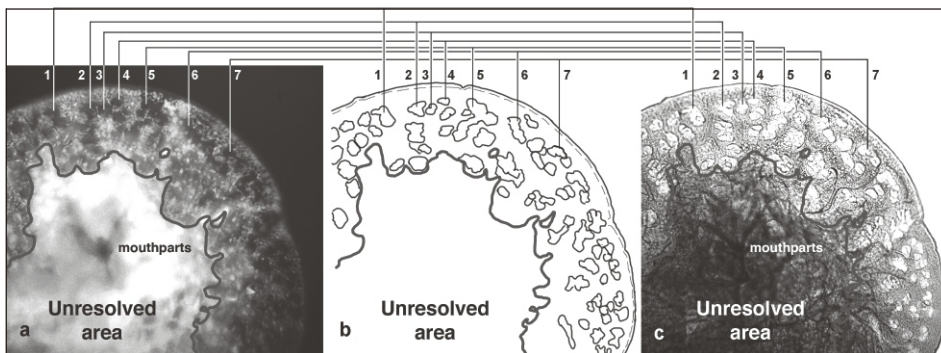 1 2 3 4 5 6 7
1 2 3 4 5 6 7
1 2 3 4 5 6 7
mouthparts
Unresolved
area
a
b
Unresolved
area
mouthparts
Unresolved
area
c